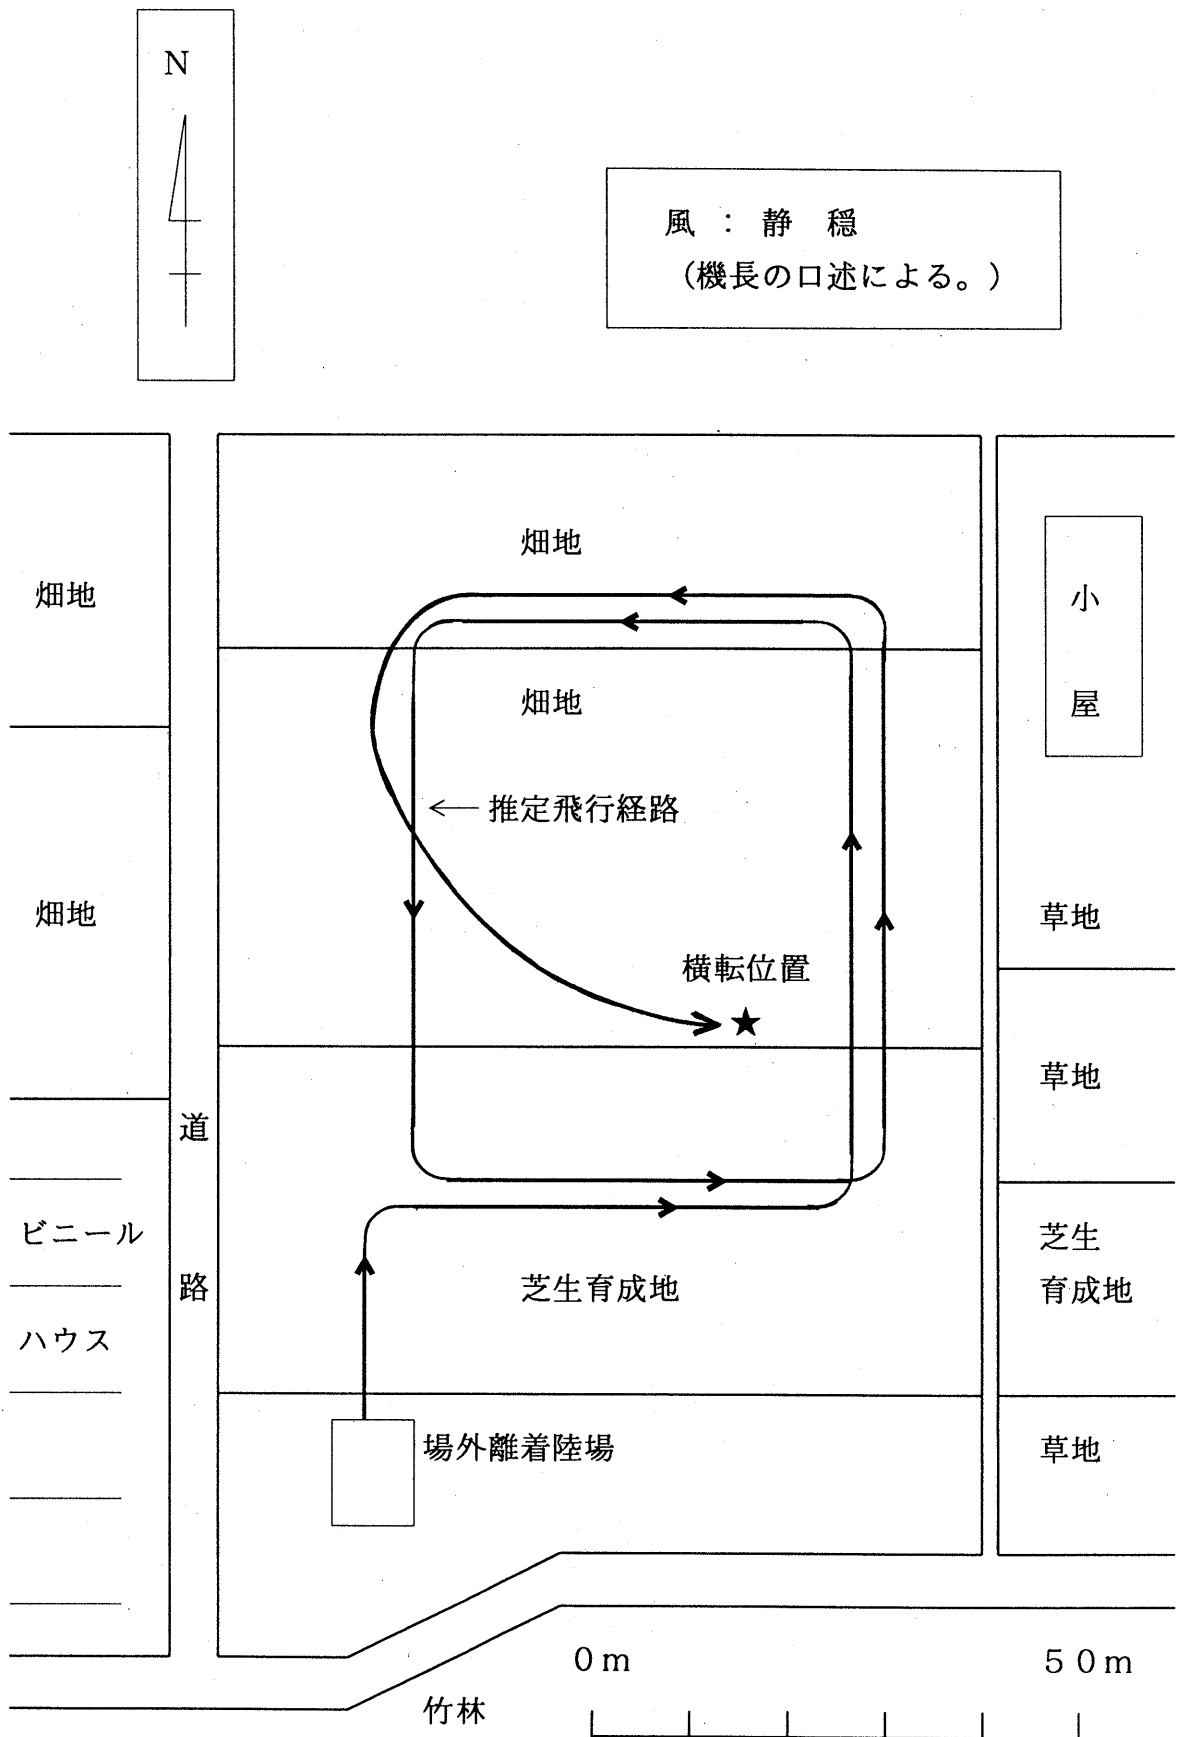 N
風 ： 静 穏
（機長の口述による。）
畑地
畑地
小
屋
畑地
推定飛行経路
畑地
草地
横転位置
★
草地
道
路
ビニール
ハウス
芝生育成地
芝生
育成地
場外離着陸場
草地
0m
50m
竹林